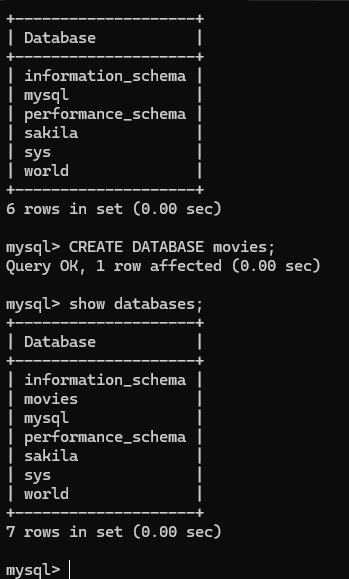 +--------------------+
| Database           |
+--------------------+
| information_schema |
| mysql              |
| performance_schema |
| sakila             |
| sys                |
| world              |
+--------------------+
6 rows in set (0.00 sec)
mysql> CREATE DATABASE movies;
Query OK, 1 row affected (0.00 sec)
mysql> show databases;
+--------------------+
| Database           |
+--------------------+
| information_schema |
| movies             |
| mysql              |
| performance_schema |
| sakila             |
| sys                |
| world              |
+--------------------+
7 rows in set (0.00 sec)
mysql>